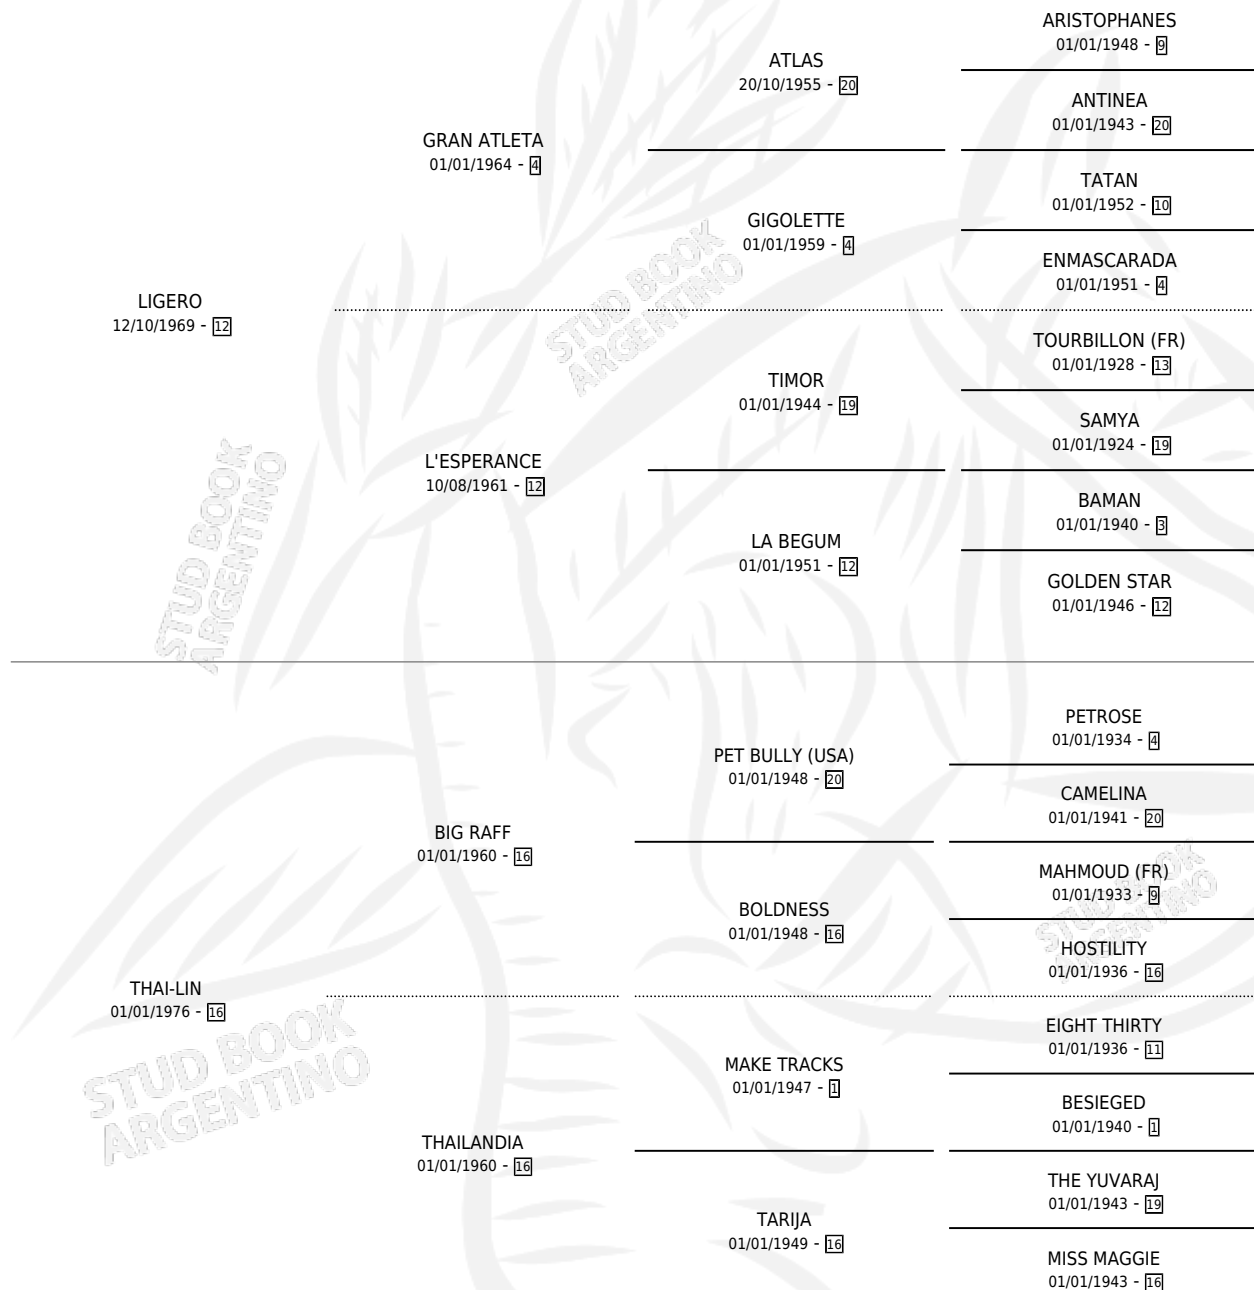 ARISTOPHANES
01/01/1948 - 9
ATLAS
20/10/1955 - 20
ANTINEA
01/01/1943 - 20
GRAN ATLETA
01/01/1964 - 4
TATAN
01/01/1952 - 10
GIGOLETTE
01/01/1959 - 4
ENMASCARADA
01/01/1951 - 4
LIGERO
12/10/1969 - 12
STUD BOOK
ARGENTINO
TOURBILLON (FR)
01/01/1928 - 13
TIMOR
01/01/1944 - 19
SAMYA
01/01/1924 - 19
L'ESPERANCE
10/08/1961 - 12
BAMAN
01/01/1940 - 3
LA BEGUM
01/01/1951 - 12
GOLDEN STAR
01/01/1946 - 12
STUD BOOK
ARGENTINO
PETROSE
01/01/1934 - 4
PET BULLY (USA)
01/01/1948 - 20
CAMELINA
01/01/1941 - 20
BIG RAFF
01/01/1960 - 16
MAHMOUD (FR)
01/01/1933 - 9
BOLDNESS
01/01/1948 - 16
HOSTILITY
01/01/1936 - 16
STUD BOOK
ARGENTINO
THAI-LIN
01/01/1976 - 16
EIGHT THIRTY
01/01/1936 - 11
MAKE TRACKS
01/01/1947 - 1
BESIEGED
01/01/1940 - 1
STUD BOOK
ARGENTINO
THAILANDIA
01/01/1960 - 16
THE YUVARAJ
01/01/1943 - 19
TARIJA
01/01/1949 - 16
MISS MAGGIE
01/01/1943 - 16